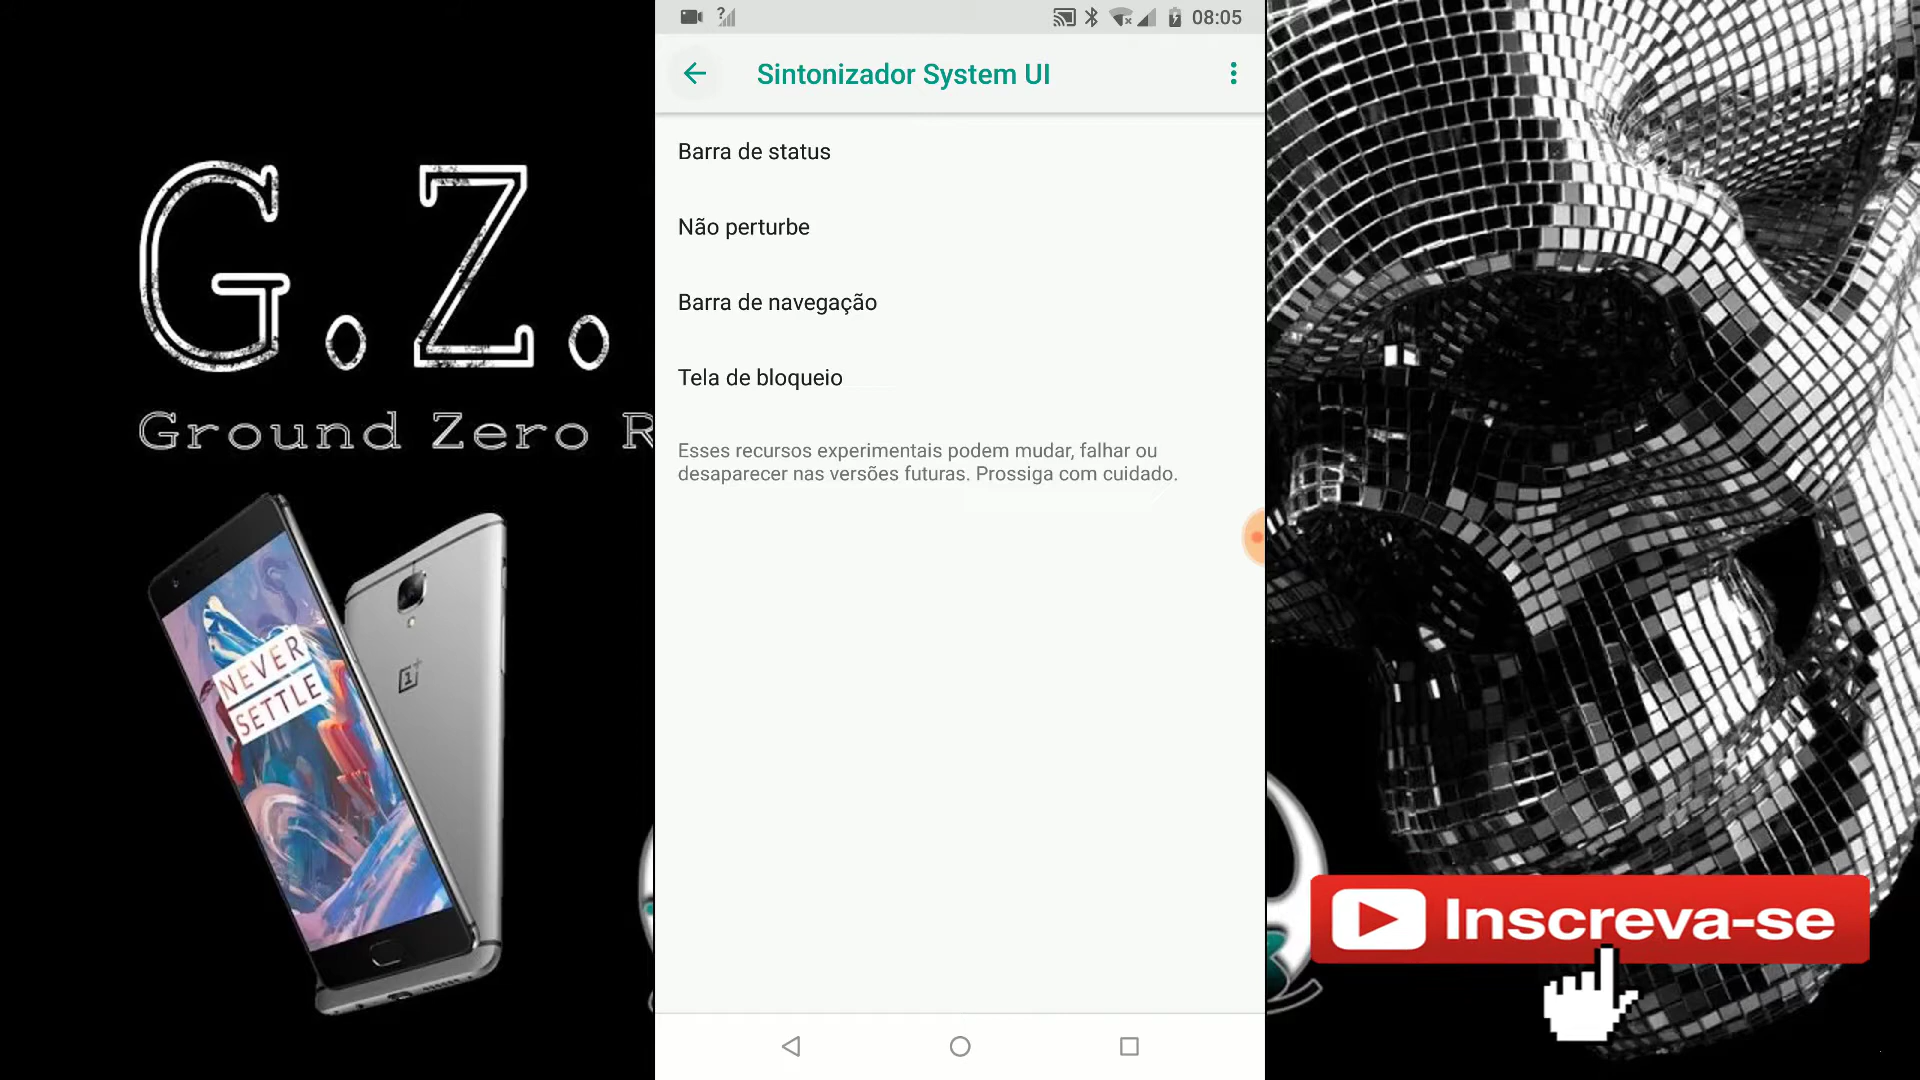 08:05
Sintonizador System UI
Barra de status
Não perturbe
Barra de navegação
Tela de bloqueio
Esses recursos experimentais podem mudar, falhar ou
desaparecer nas versões futuras. Prossiga com cuidado.
G.Z.
Ground Zero R
NEVER
SETTLE
Inscreva-se